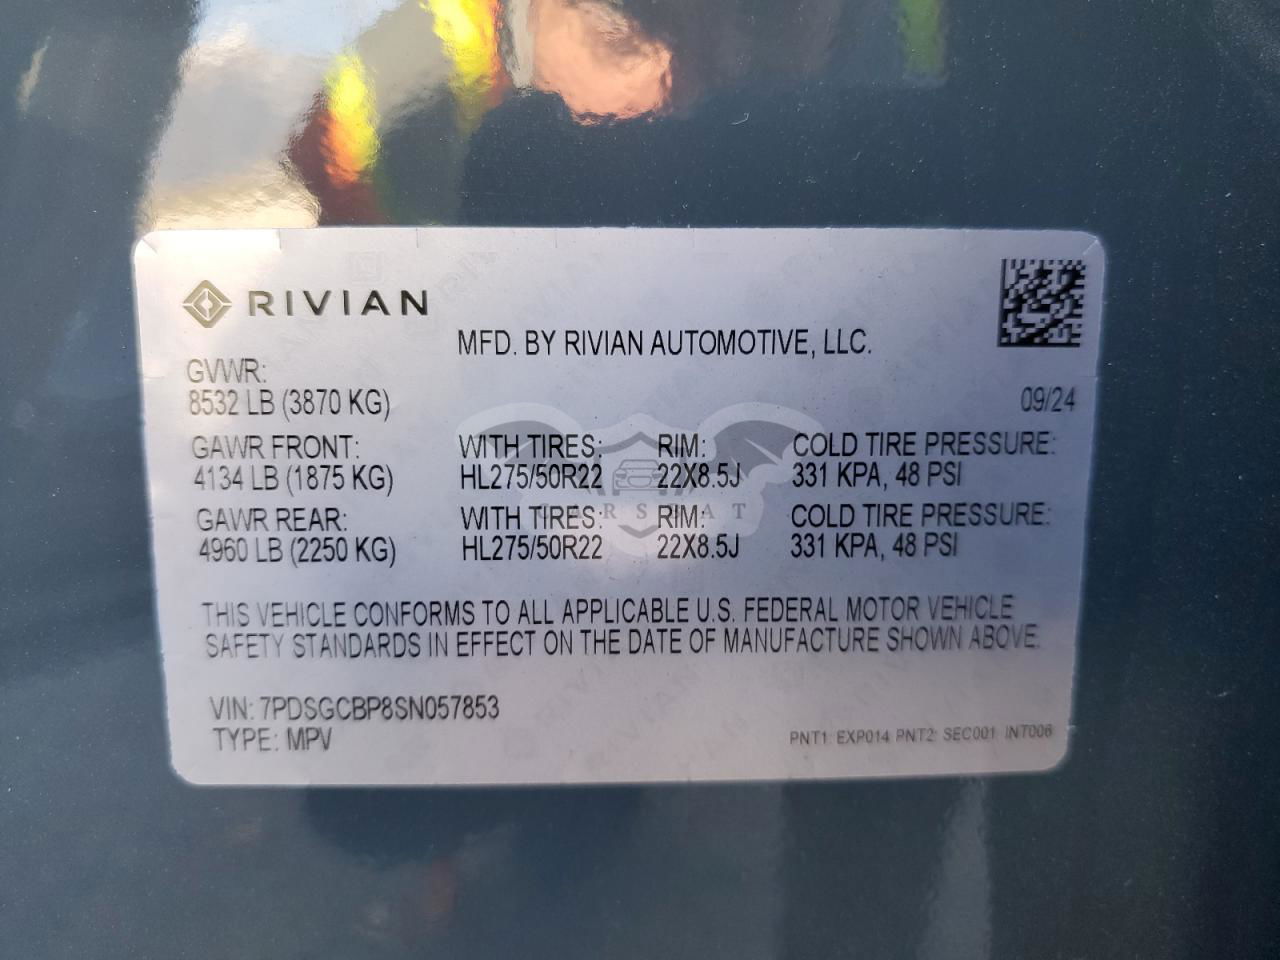 RIVIAN
MFD. BY RIVIAN AUTOMOTIVE, LLC.
GVWR:
8532 LB (3870 KG) 09/24
GAWR FRONT: WITH TIRES: RIM: COLD TIRE PRESSURE:
4134 LB (1875 KG) HL275/50R22 22X8.5J 331 KPA, 48 PSI
GAWR REAR: WITH TIRES: RIM: COLD TIRE PRESSURE:
4960 LB (2250 KG) HL275/50R22 22X8.5J 331 KPA, 48 PSI
THIS VEHICLE CONFORMS TO ALL APPLICABLE U.S. FEDERAL MOTOR VEHICLE
SAFETY STANDARDS IN EFFECT ON THE DATE OF MANUFACTURE SHOWN ABOVE.
VIN: 7PDSGCBP8SN057853
TYPE: MPV
PNT1: EXP014 PNT2: SEC001 INT006